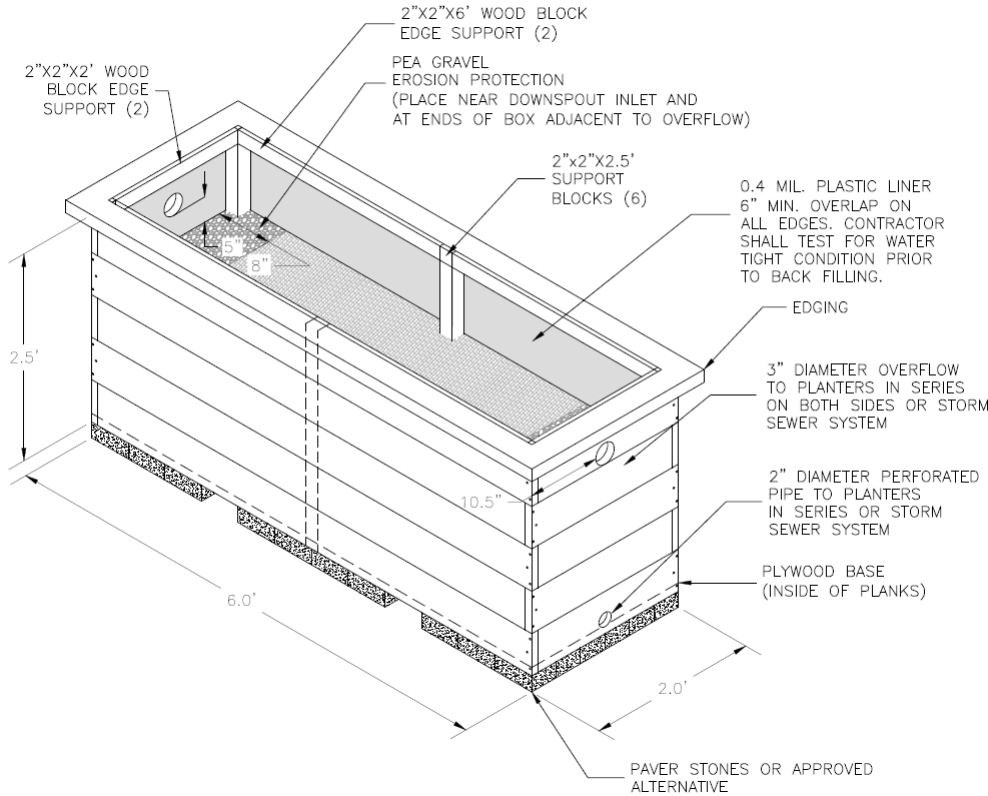 2"X2"X6' WOOD BLOCK
EDGE SUPPORT (2)
2"X2"X2' WOOD
BLOCK EDGE
SUPPORT (2)
PEA GRAVEL
EROSION PROTECTION
(PLACE NEAR DOWNSPOUT INLET AND
AT ENDS OF BOX ADJACENT TO OVERFLOW)
2"x2"X2.5'
SUPPORT
BLOCKS (6)
0.4 MIL. PLASTIC LINER
6" MIN. OVERLAP ON
ALL EDGES. CONTRACTOR
SHALL TEST FOR WATER
TIGHT CONDITION PRIOR
TO BACK FILLING.
5"
8"
EDGING
2.5'
3" DIAMETER OVERFLOW
TO PLANTERS IN SERIES
ON BOTH SIDES OR STORM
SEWER SYSTEM
10.5"
2" DIAMETER PERFORATED
PIPE TO PLANTERS
IN SERIES OR STORM
SEWER SYSTEM
PLYWOOD BASE
(INSIDE OF PLANKS)
6.0'
2.0'
PAVER STONES OR APPROVED
ALTERNATIVE